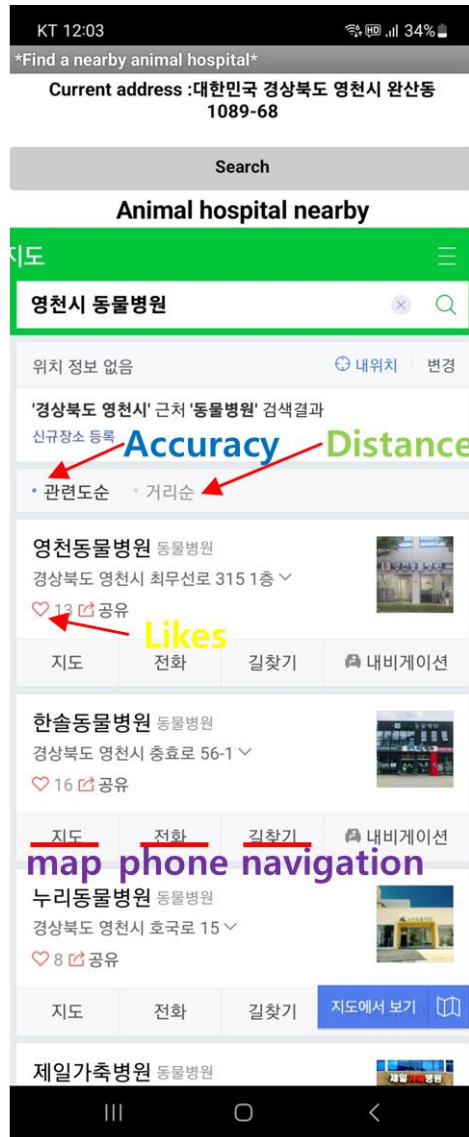 KT 12:03
HD 34%
*Find a nearby animal hospital*
Current address :대한민국 경상북도 영천시 완산동
1089-68
Search
Animal hospital nearby
지도
영천시 동물병원
위치 정보 없음 내위치 변경
'경상북도 영천시' 근처 '동물병원' 검색결과
신규장소 등록
Accuracy Distance
관련도순 거리순
영천동물병원 동물병원
경상북도 영천시 최무선로 315 1층
13 공유
Likes
지도 전화 길찾기 내비게이션
한솔동물병원 동물병원
경상북도 영천시 충효로 56-1
16 공유
지도 전화 길찾기 내비게이션
map phone navigation
누리동물병원 동물병원
경상북도 영천시 호국로 15
8 공유
지도 전화 길찾기
지도에서 보기
제일가축병원 동물병원